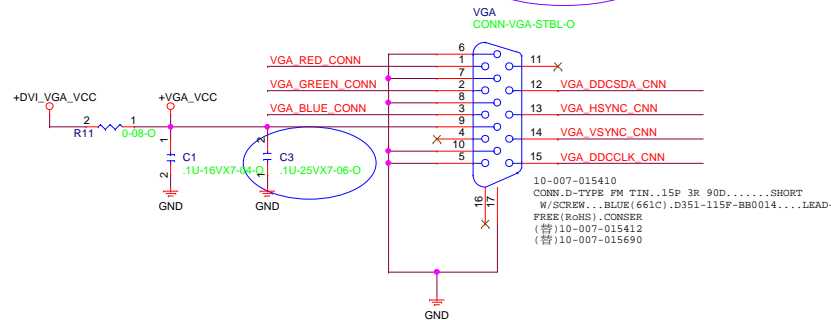 VGA
CONN-VGA-STBL-O
6
VGA_RED_CONN
1
11
7
VGA_GREEN_CONN
2
12
VGA_DDCSDA_CNN
+DVI_VGA_VCC
+VGA_VCC
8
VGA_BLUE_CONN
3
13
VGA_HSYNC_CNN
2
1
9
R11
0-08-O
4
14
VGA_VSYNC_CNN
1
2
10
C1
C3
5
15
VGA_DDCCLK_CNN
.1U-16VX7-04-O
.1U-25VX7-06-O
2
1
10-007-015410
CONN.D-TYPE FM TIN..15P 3R 90D.......SHORT
W/SCREW...BLUE(661C).D351-115F-BB0014....LEAD-
FREE(RoHS).CONSER
(替)10-007-015412
(替)10-007-015690
16
17
GND
GND
GND